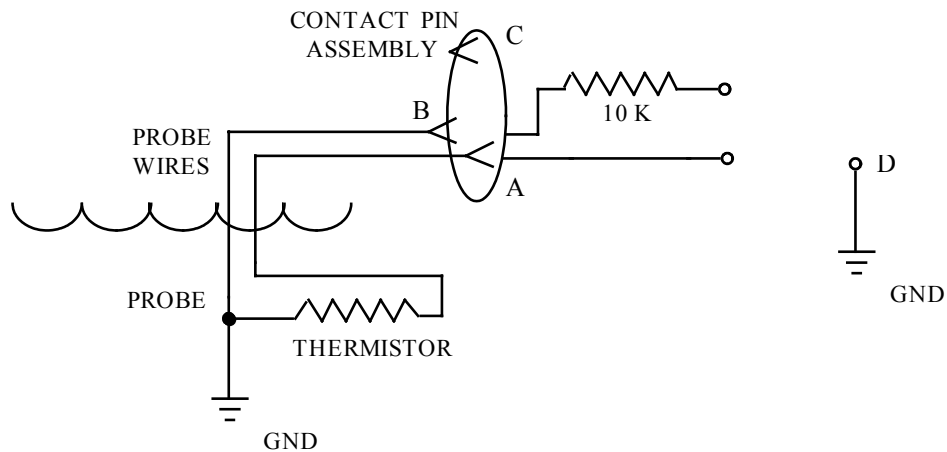 CONTACT PIN
ASSEMBLY
C
B
10 K
PROBE
WIRES
A
D
PROBE
GND
THERMISTOR
GND